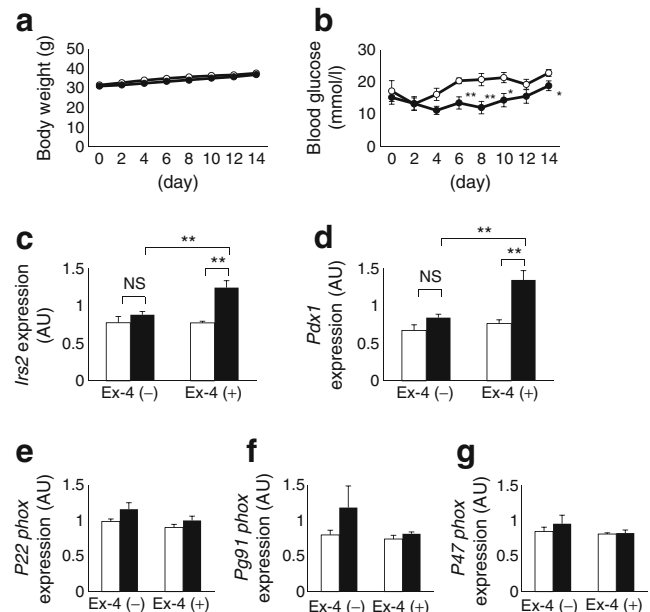 a
Body weight (g)
50
40
30
20
10
0
0 2 4 6 8 10 12 14
(day)
b
Blood glucose
(mmol/l)
30
20
10
0
** ** * *
0 2 4 6 8 10 12 14
(day)
c
Irs2 expression
(AU)
1.5
1
0.5
0
NS
**
**
Ex-4 (–) Ex-4 (+)
d
Pdx1
expression (AU)
1.5
1
0.5
0
NS
**
**
Ex-4 (–) Ex-4 (+)
e
P22 phox
expression (AU)
1.5
1
0.5
0
Ex-4 (–) Ex-4 (+)
f
Pg91 phox
expression (AU)
1.5
1
0.5
0
Ex-4 (–) Ex-4 (+)
g
P47 phox
expression (AU)
1.5
1
0.5
0
Ex-4 (–) Ex-4 (+)